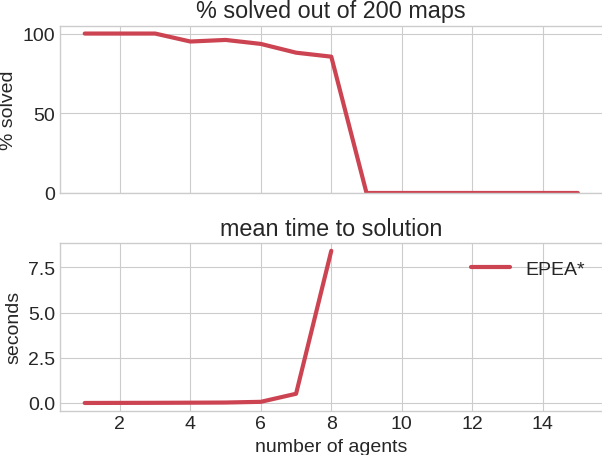 % solved out of 200 maps
100
50
0
% solved
mean time to solution
7.5
5.0
2.5
0.0
seconds
EPEA*
2 4 6 8 10 12 14
number of agents